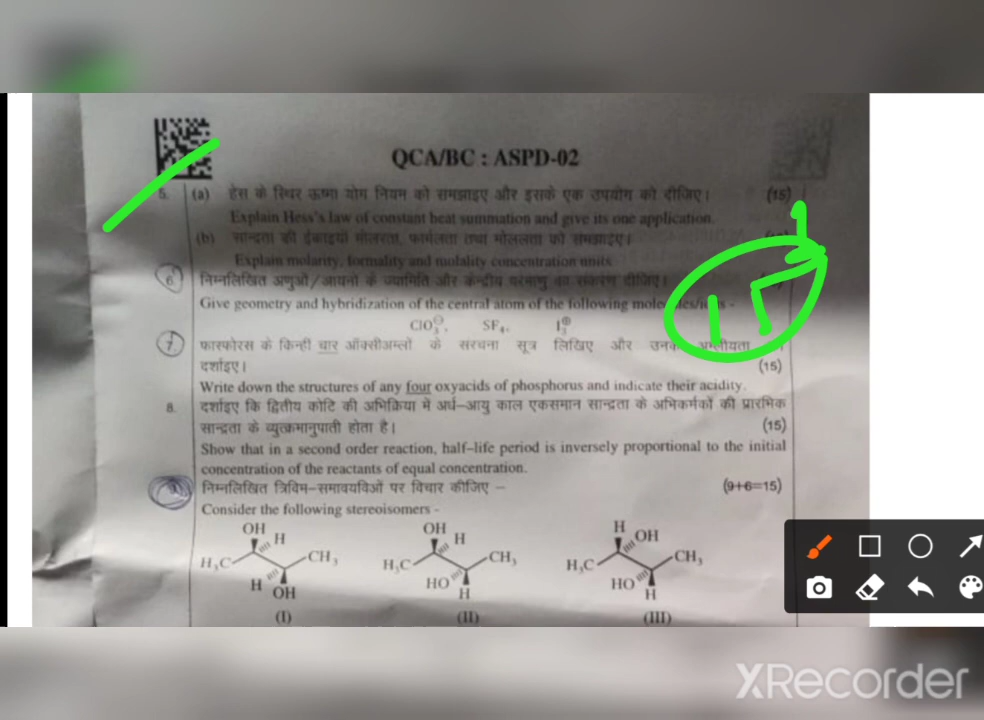 QCA/BC : ASPD-02
5. (a) हेस के स्थिर ऊष्मा योग नियम को समझाइए और इसके एक उपयोग को दीजिए। (15)
Explain Hess's law of constant heat summation and give its one application.
(b) सान्द्रता की ईकाइयों मोलरता, फार्मलता तथा मोललता को समझाइए।
Explain molarity, formality and molality concentration units.
6. निम्नलिखित अणुओं/आयनों के ज्यामिति और केन्द्रीय परमाणु का संकरण दीजिए।
Give geometry and hybridization of the central atom of the following -
ClO₃⊖, SF₄, I₃⊕
15
7. फास्फोरस के किन्हीं चार ऑक्सीअम्लों के संरचना सूत्र लिखिए और उनकी अम्लीयता
दर्शाइए। (15)
Write down the structures of any four oxyacids of phosphorus and indicate their acidity.
8. दर्शाइए कि द्वितीय कोटि की अभिक्रिया में अर्ध-आयु काल एकसमान सान्द्रता के अभिकर्मकों की प्रारम्भिक
सान्द्रता के व्युत्क्रमानुपाती होता है। (15)
Show that in a second order reaction, half-life period is inversely proportional to the initial
concentration of the reactants of equal concentration.
निम्नलिखित त्रिविम-समावयविओं पर विचार कीजिए - (9+6=15)
Consider the following stereoisomers -
OH H H₃C CH₃ H OH
OH H H₃C CH₃ HO H
H OH H₃C CH₃ HO H
(I) (II) (III)
XRecorder